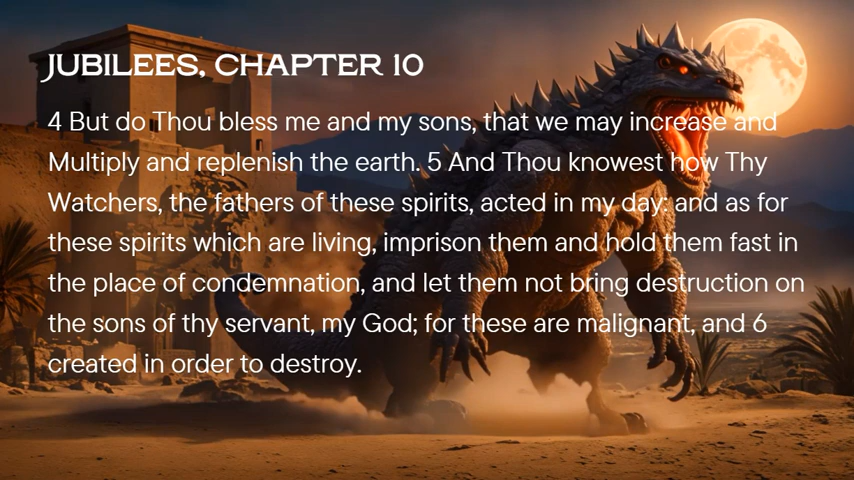 JUBILEES, CHAPTER 10
4 But do Thou bless me and my sons, that we may increase and
Multiply and replenish the earth. 5 And Thou knowest how Thy
Watchers, the fathers of these spirits, acted in my day: and as for
these spirits which are living, imprison them and hold them fast in
the place of condemnation, and let them not bring destruction on
the sons of thy servant, my God; for these are malignant, and 6
created in order to destroy.